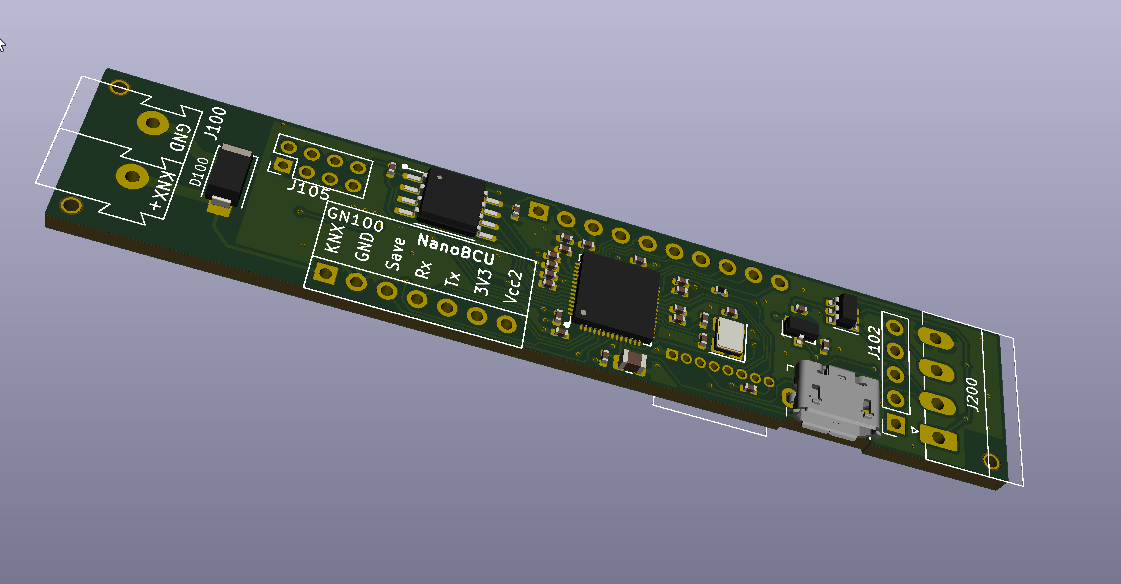 J100
GND
KNX+
D100
J105
GN100
NanoBCU
KNX
GND
Save
Rx
Tx
3V3
Vcc2
J102
J200